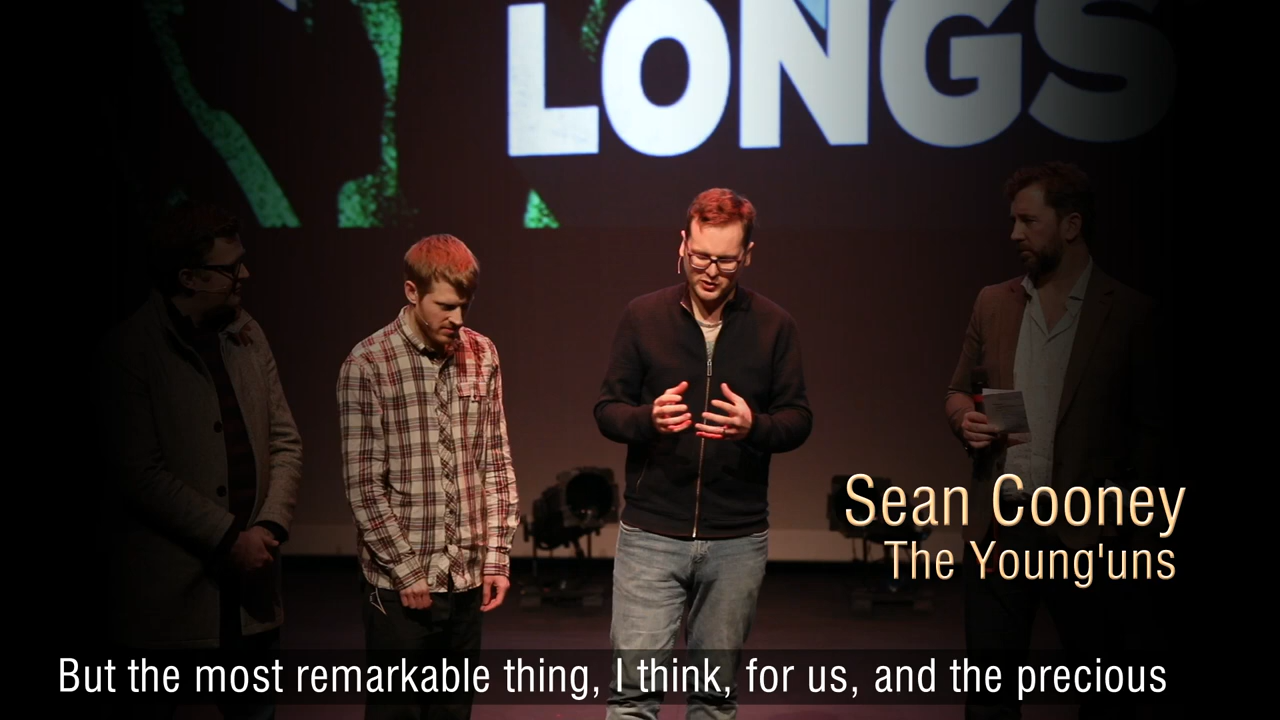 LONGS
Sean Cooney
The Young'uns
But the most remarkable thing, I think, for us, and the precious